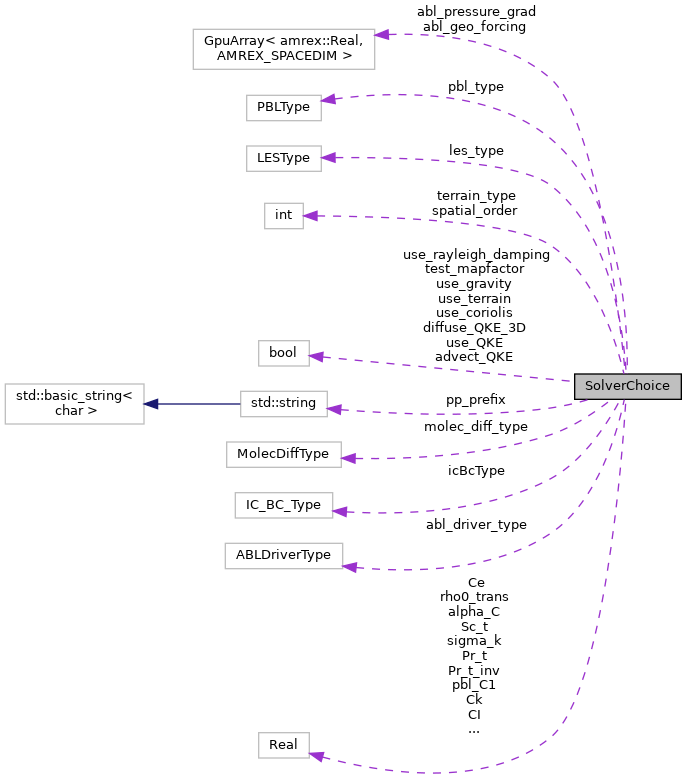 abl_pressure_grad
abl_geo_forcing
GpuArray< amrex::Real,
AMREX_SPACEDIM >
pbl_type
PBLType
les_type
LESType
terrain_type
spatial_order
int
use_rayleigh_damping
test_mapfactor
use_gravity
use_terrain
use_coriolis
diffuse_QKE_3D
use_QKE
advect_QKE
bool
SolverChoice
std::basic_string<
char >
std::string
pp_prefix
molec_diff_type
MolecDiffType
icBcType
IC_BC_Type
abl_driver_type
ABLDriverType
Ce
rho0_trans
alpha_C
Sc_t
sigma_k
Pr_t
Pr_t_inv
pbl_C1
Ck
CI
...
Real